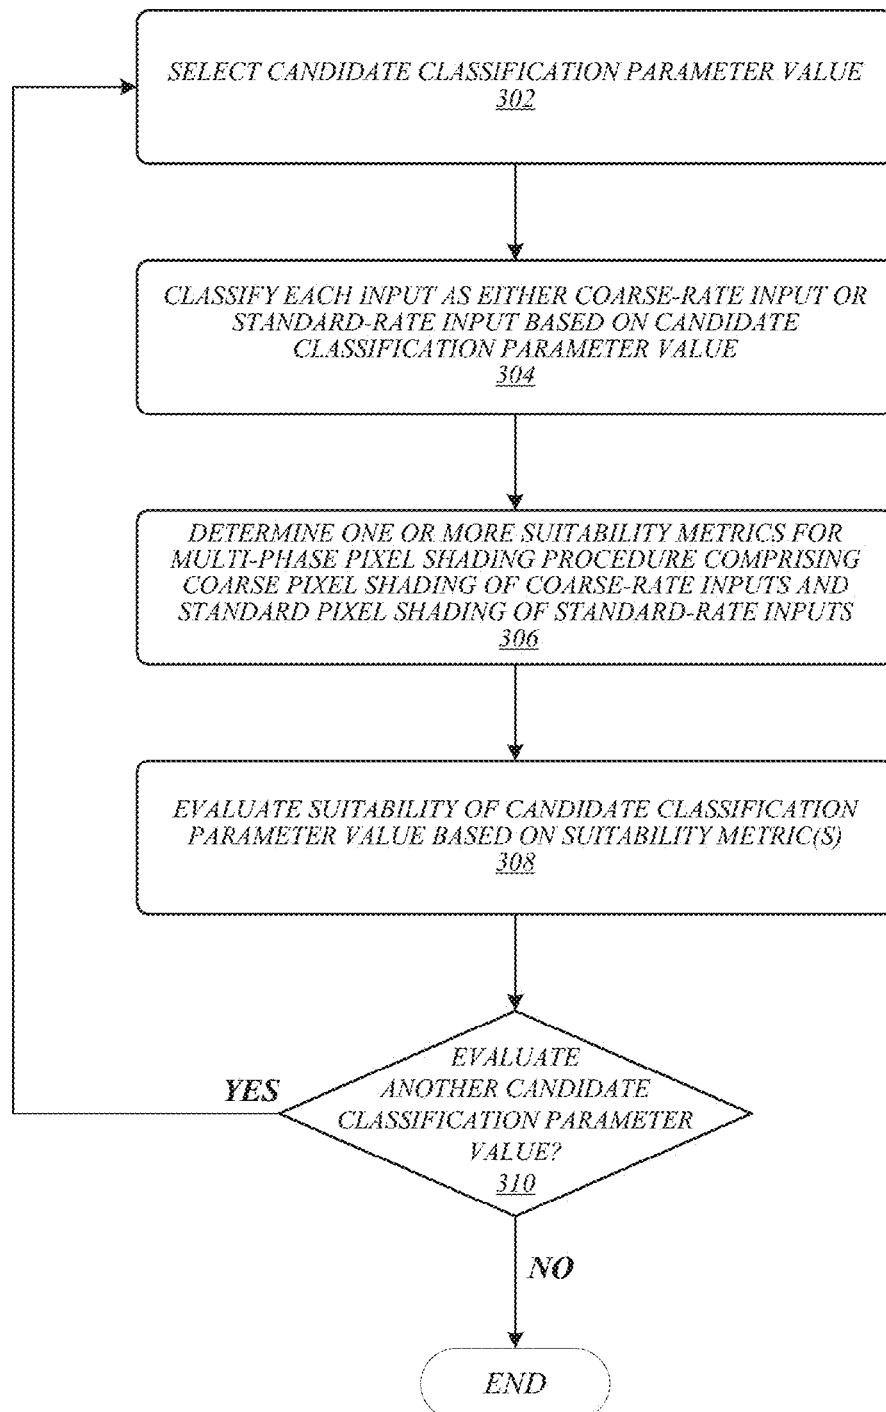 SELECT CANDIDATE CLASSIFICATION PARAMETER VALUE
302
CLASSIFY EACH INPUT AS EITHER COARSE-RATE INPUT OR
STANDARD-RATE INPUT BASED ON CANDIDATE
CLASSIFICATION PARAMETER VALUE
304
DETERMINE ONE OR MORE SUITABILITY METRICS FOR
MULTI-PHASE PIXEL SHADING PROCEDURE COMPRISING
COARSE PIXEL SHADING OF COARSE-RATE INPUTS AND
STANDARD PIXEL SHADING OF STANDARD-RATE INPUTS
306
EVALUATE SUITABILITY OF CANDIDATE CLASSIFICATION
PARAMETER VALUE BASED ON SUITABILITY METRIC(S)
308
EVALUATE
ANOTHER CANDIDATE
CLASSIFICATION PARAMETER
VALUE?
310
YES
NO
END